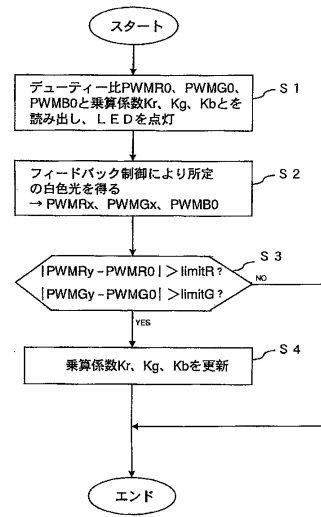 スタート
デューティー比PWMR0、PWMG0、
PWMB0と乗算係数Kr、Kg、Kbとを
読み出し、LEDを点灯
S1
フィードバック制御により所定
の白色光を得る
→ PWMRx、PWMGx、PWMB0
S2
|PWMRy-PWMR0|>limitR?
|PWMGy-PWMG0|>limitG?
S3
NO
YES
乗算係数Kr、Kg、Kbを更新
S4
エンド